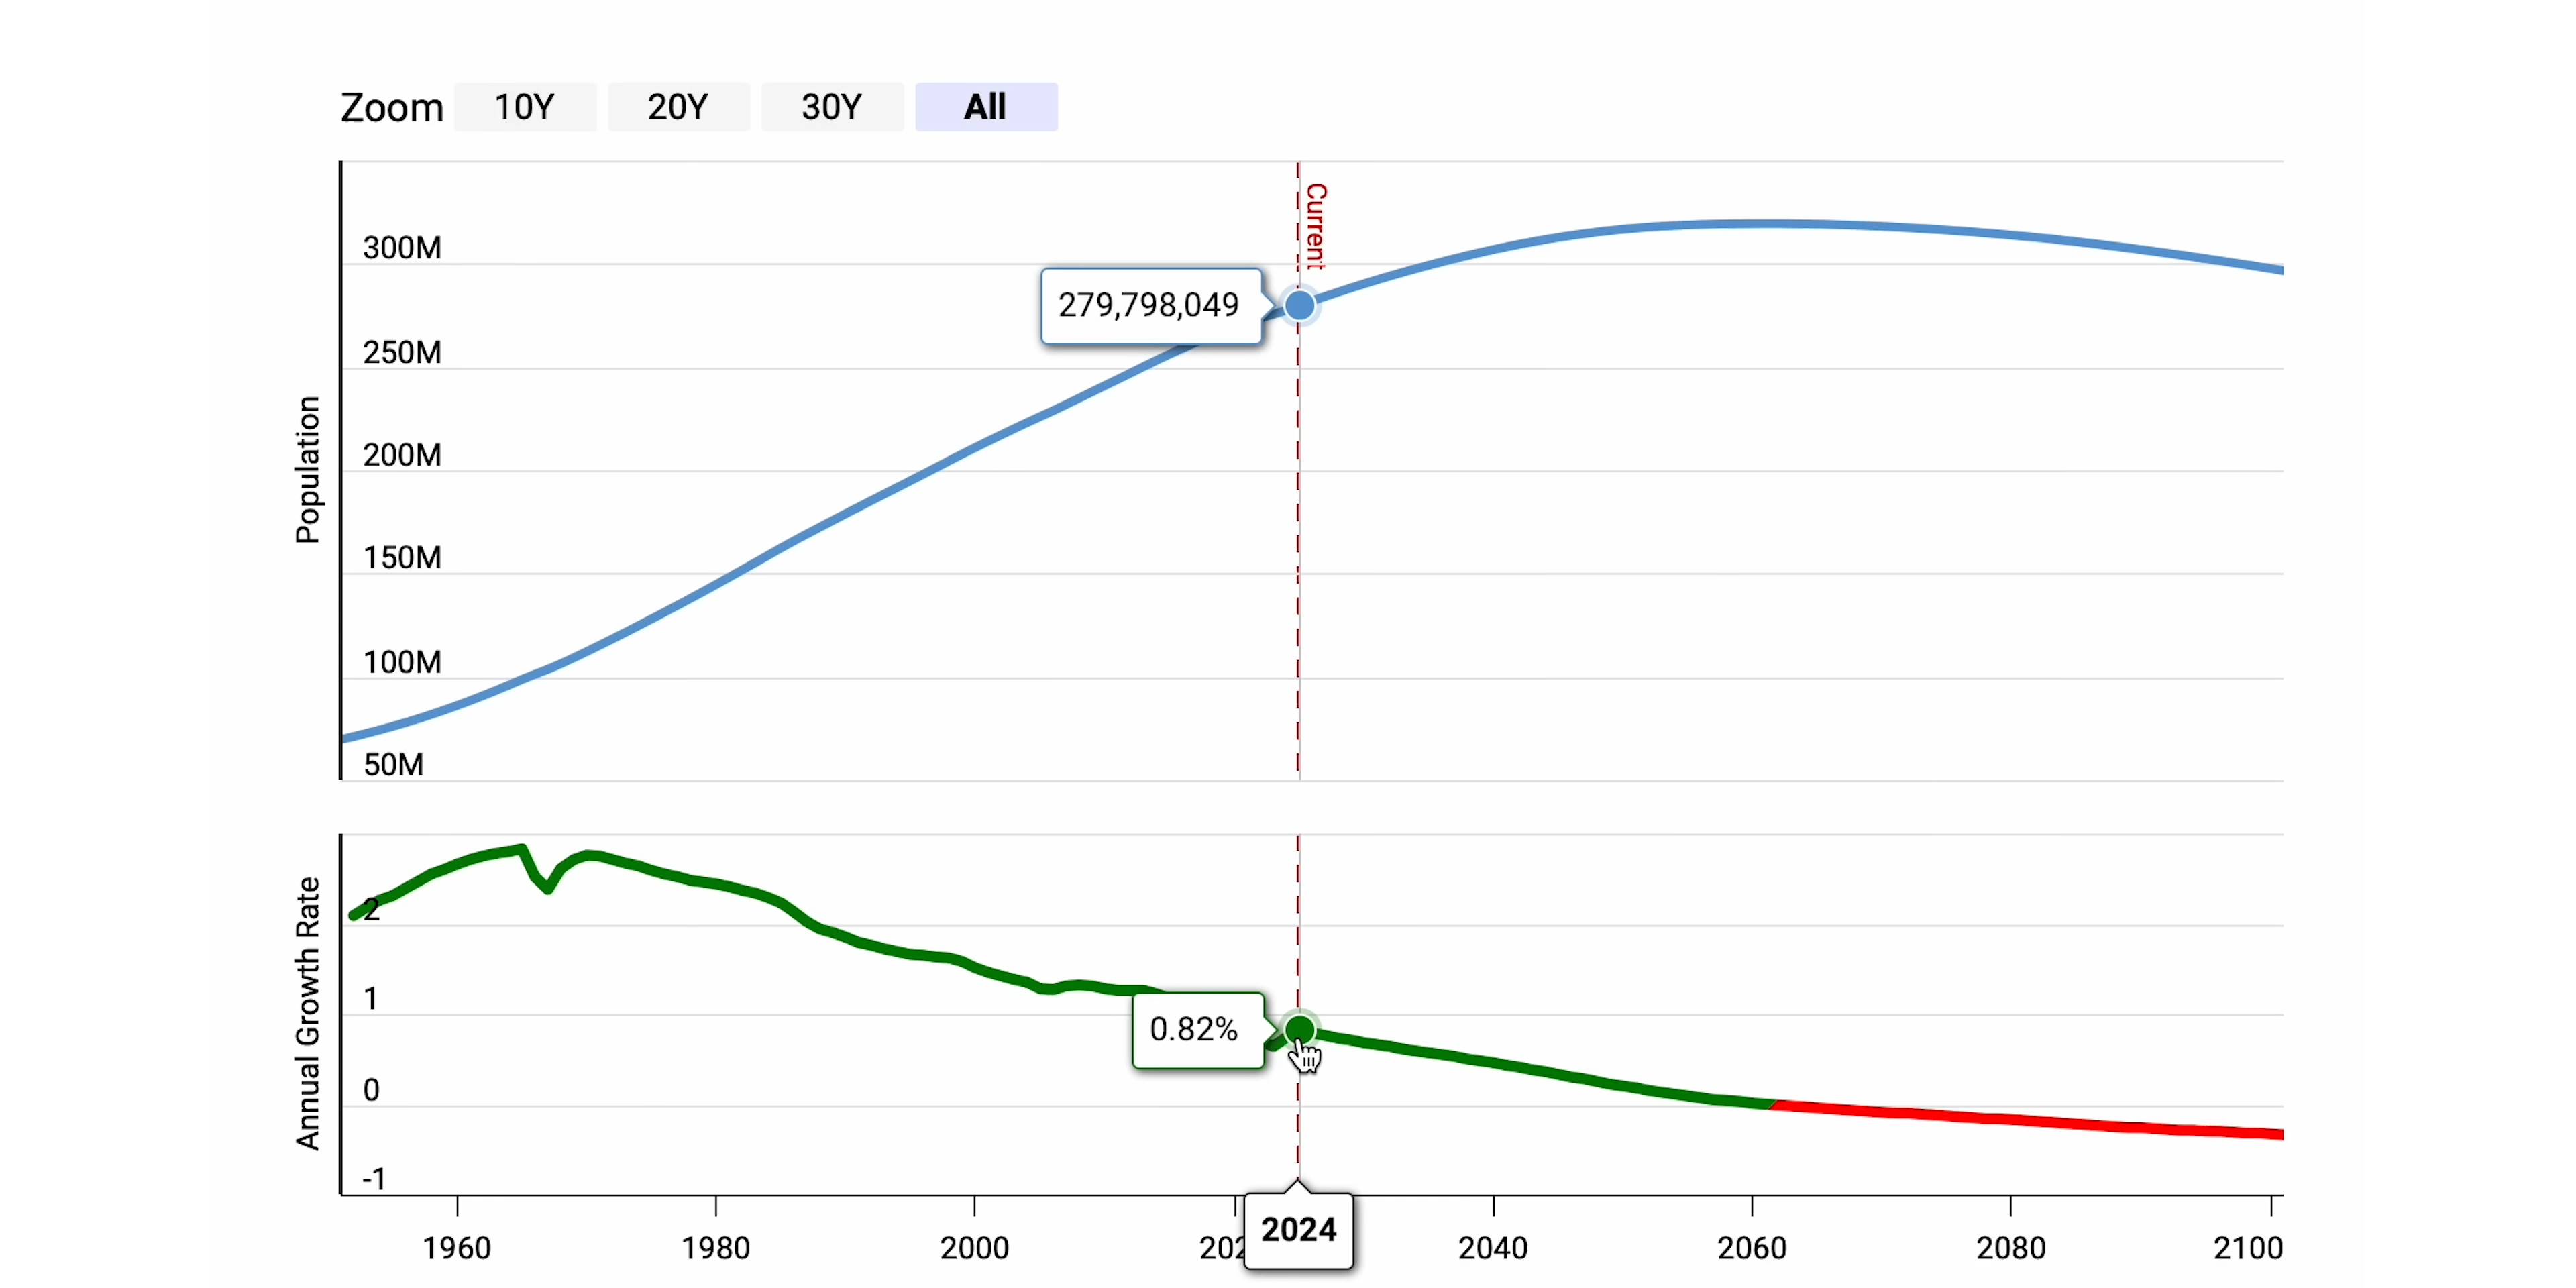 Zoom 10Y 20Y 30Y All
Current
300M
279,798,049
250M
200M
150M
100M
50M
Population
2
1
0.82%
0
-1
Annual Growth Rate
2024
1960 1980 2000 202 2040 2060 2080 2100